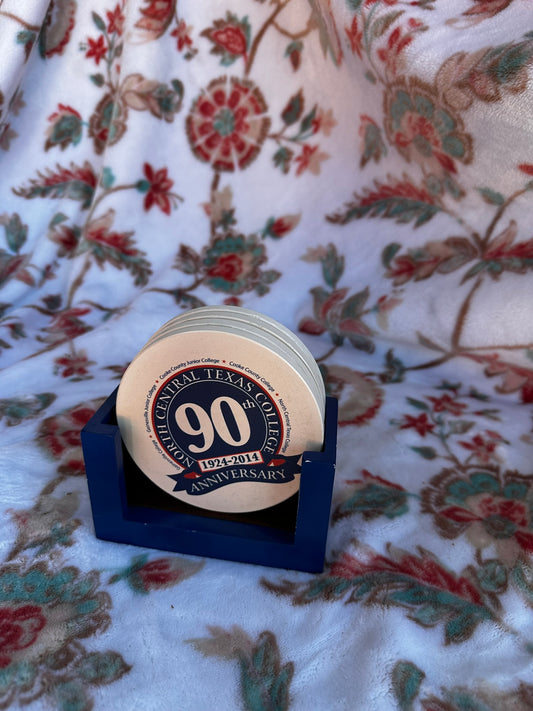 Gainesville Junior College ★ Cooke County Junior College ★ Cooke County College ★ North Central Texas College
NORTH CENTRAL TEXAS COLLEGE
90th
1924-2014
ANNIVERSARY